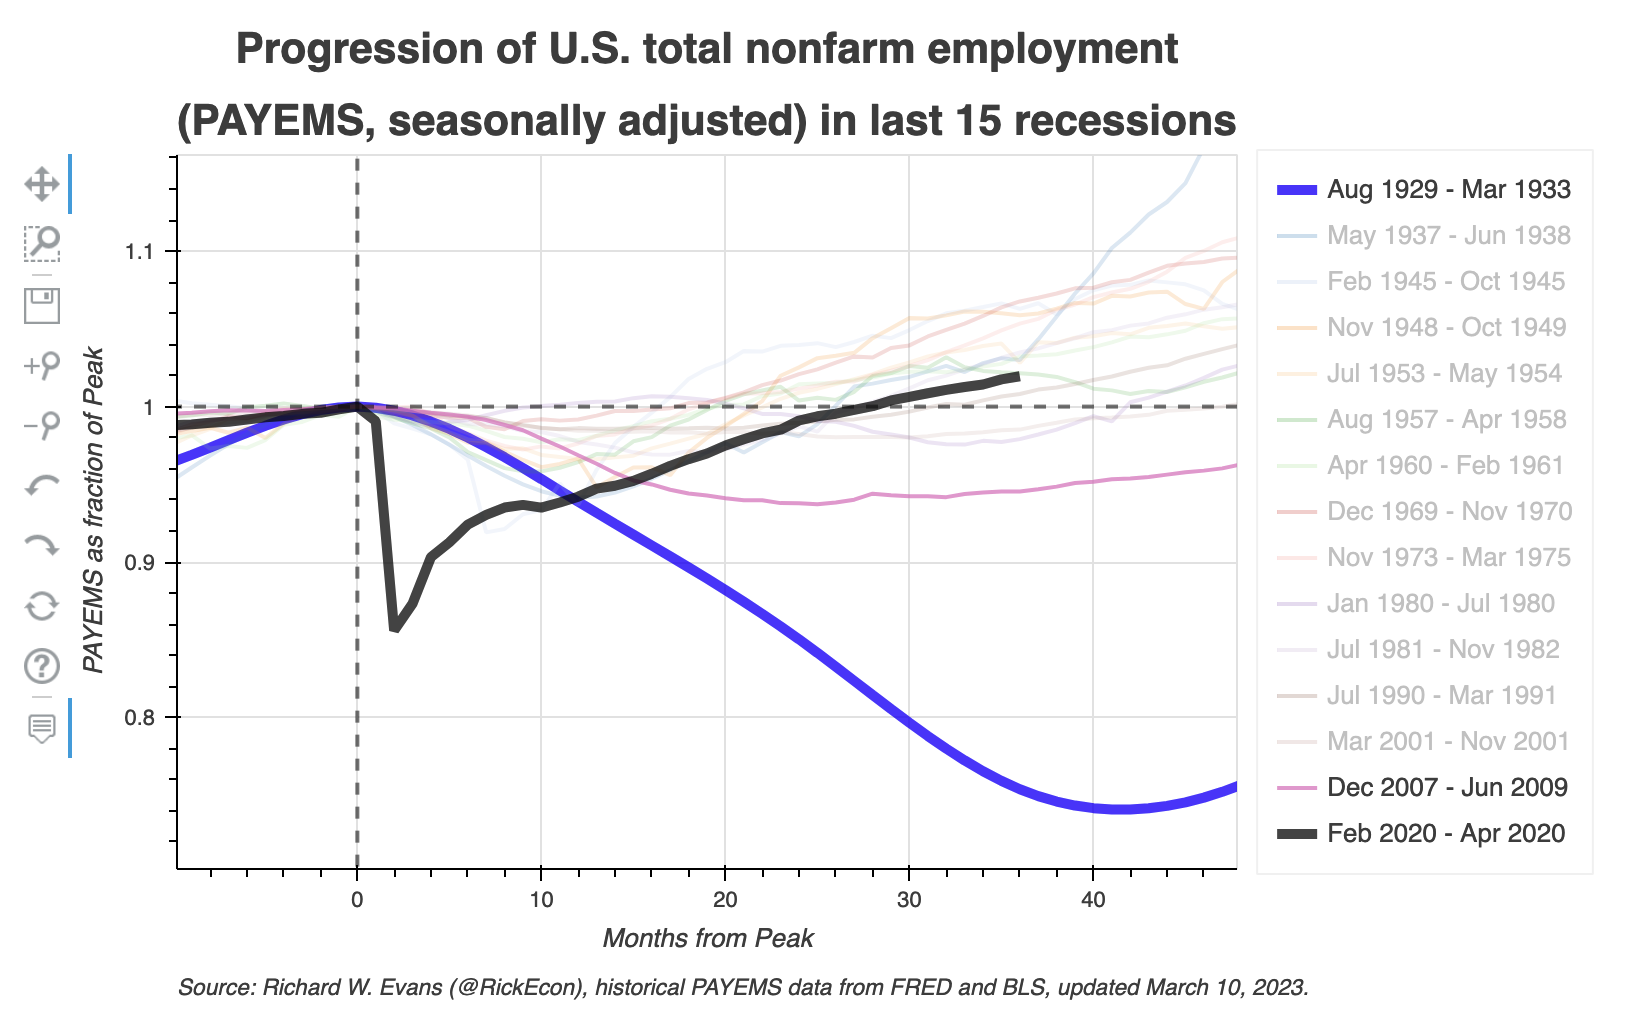 Progression of U.S. total nonfarm employment
(PAYEMS, seasonally adjusted) in last 15 recessions
PAYEMS as fraction of Peak
1.1
1
0.9
0.8
0
10
20
30
40
Months from Peak
Aug 1929 - Mar 1933
May 1937 - Jun 1938
Feb 1945 - Oct 1945
Nov 1948 - Oct 1949
Jul 1953 - May 1954
Aug 1957 - Apr 1958
Apr 1960 - Feb 1961
Dec 1969 - Nov 1970
Nov 1973 - Mar 1975
Jan 1980 - Jul 1980
Jul 1981 - Nov 1982
Jul 1990 - Mar 1991
Mar 2001 - Nov 2001
Dec 2007 - Jun 2009
Feb 2020 - Apr 2020
Source: Richard W. Evans (@RickEcon), historical PAYEMS data from FRED and BLS, updated March 10, 2023.